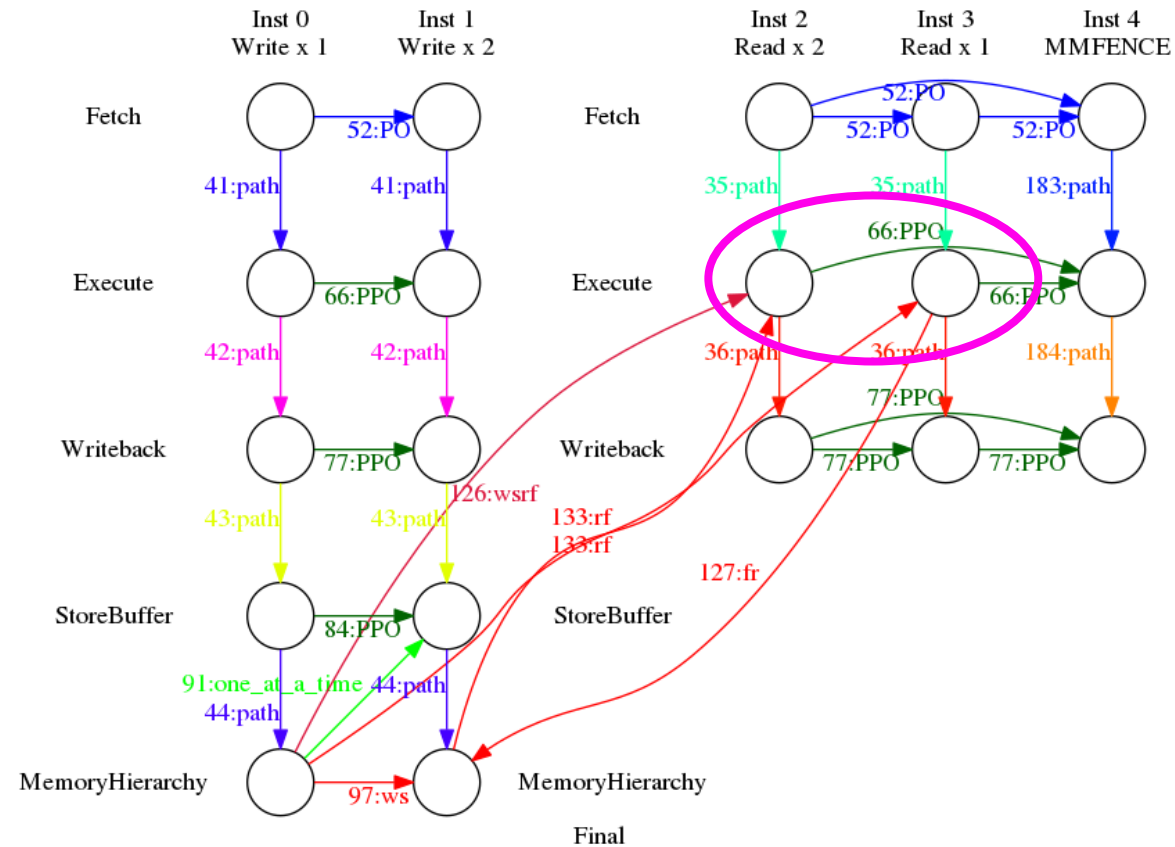 Inst 0 Inst 1 Inst 2 Inst 3 Inst 4
Write x 1 Write x 2 Read x 2 Read x 1 MMFENCE
52:PO
Fetch Fetch
52:PO 52:PO 52:PO
41:path 41:path 35:path 35:path 183:path
66:PPO
Execute Execute
66:PPO 66:PPO
42:path 42:path 36:path 36:path 184:path
77:PPO
Writeback Writeback
77:PPO 77:PPO 77:PPO
126:wsrf
43:path 43:path 133:rf
133:rf
127:fr
StoreBuffer StoreBuffer
84:PPO
91:one_at_a_time 44:path
44:path
MemoryHierarchy MemoryHierarchy
97:ws
Final